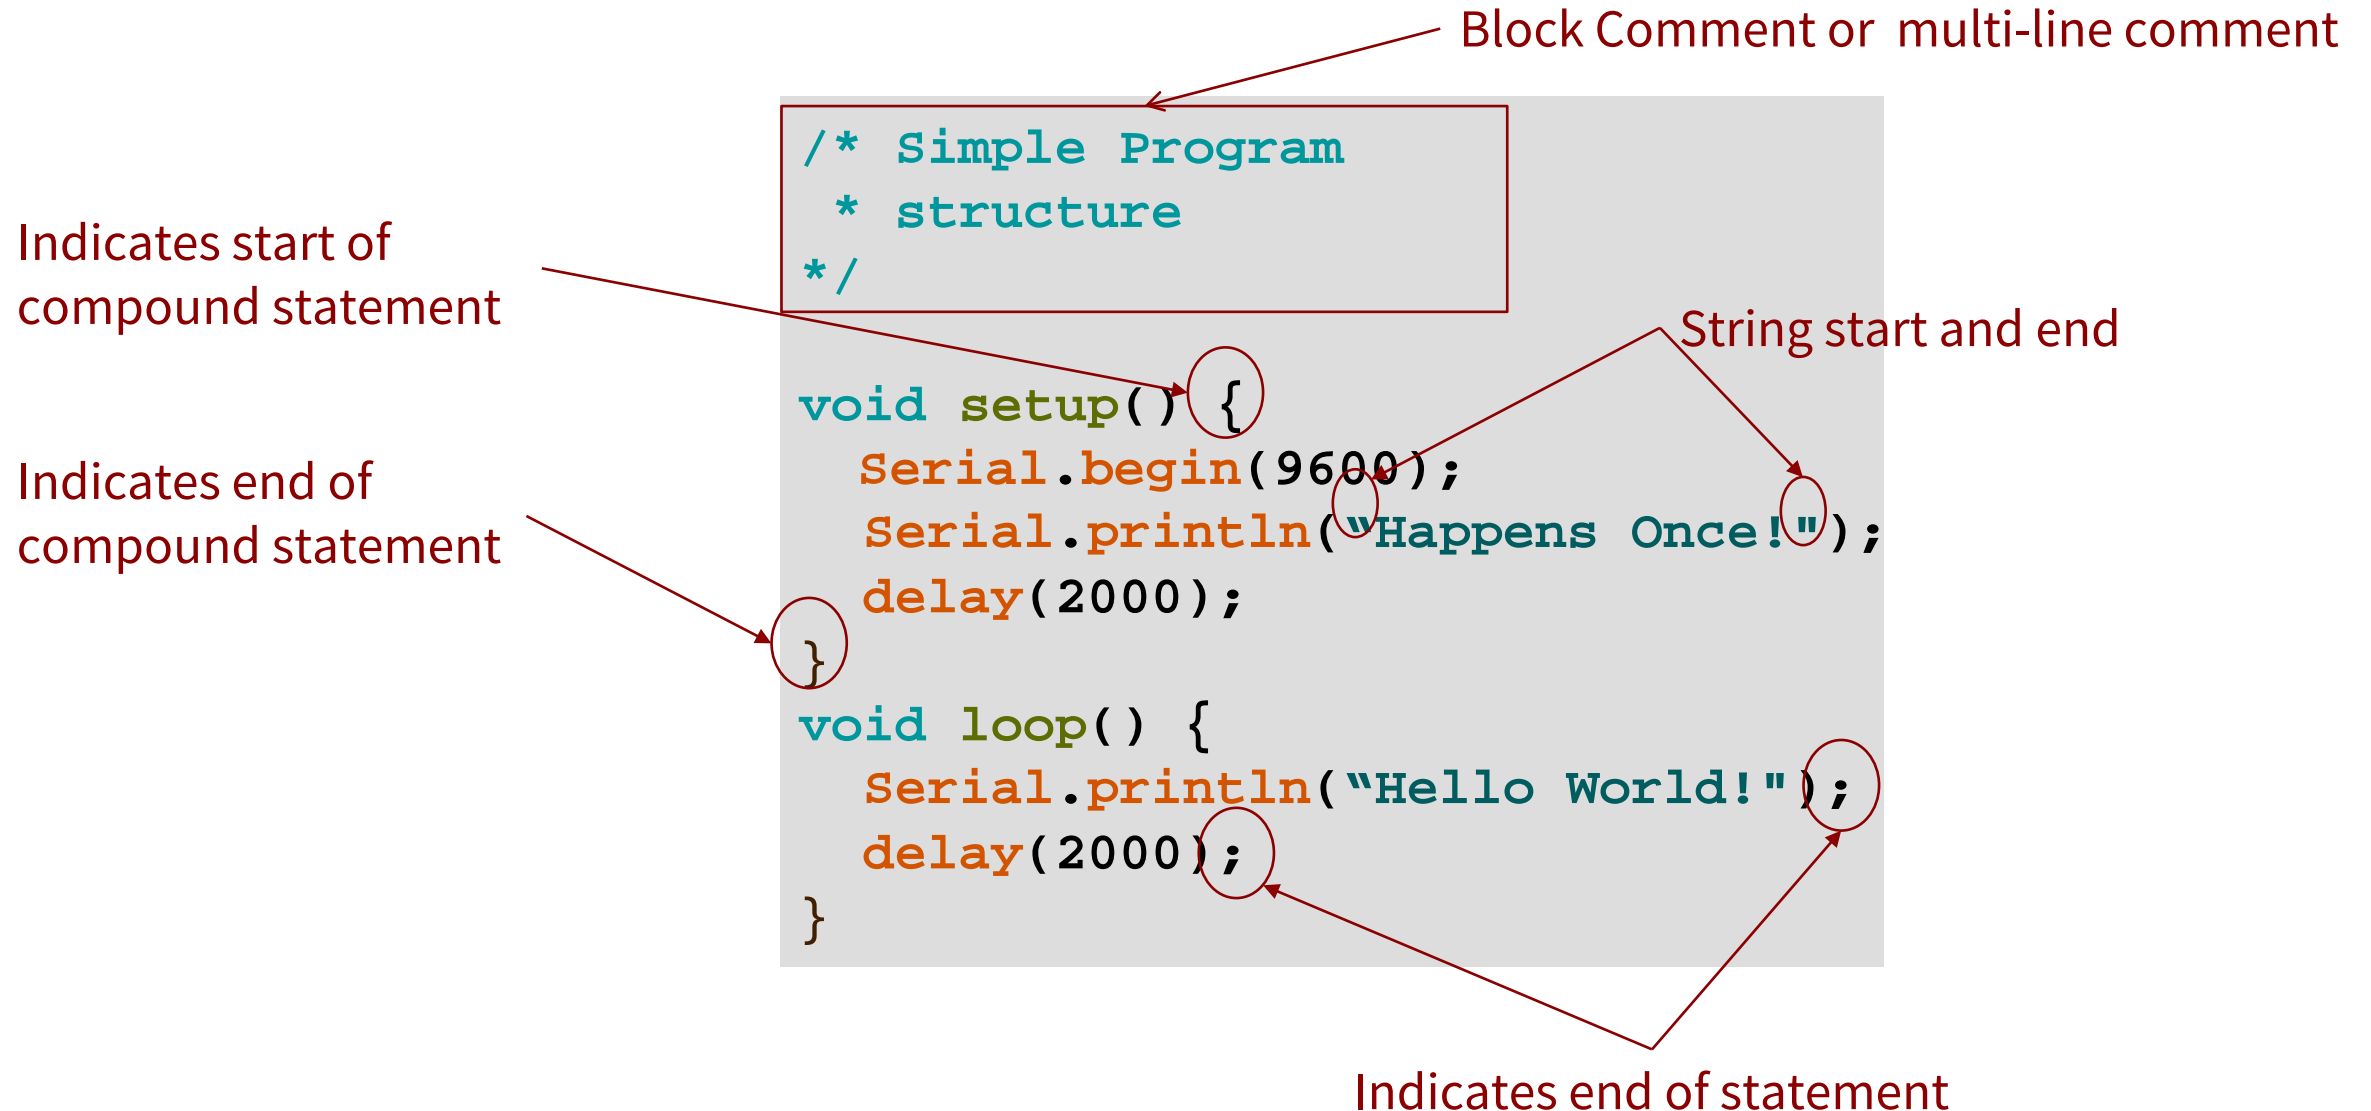 Block Comment or  multi-line comment
/* Simple Program
 * structure
*/
Indicates start of
compound statement
String start and end
void setup() {
  Serial.begin(9600);
Indicates end of
compound statement
  Serial.println(“Happens Once!");
  delay(2000);
}
void loop() {
  Serial.println(“Hello World!");
  delay(2000);
}
Indicates end of statement